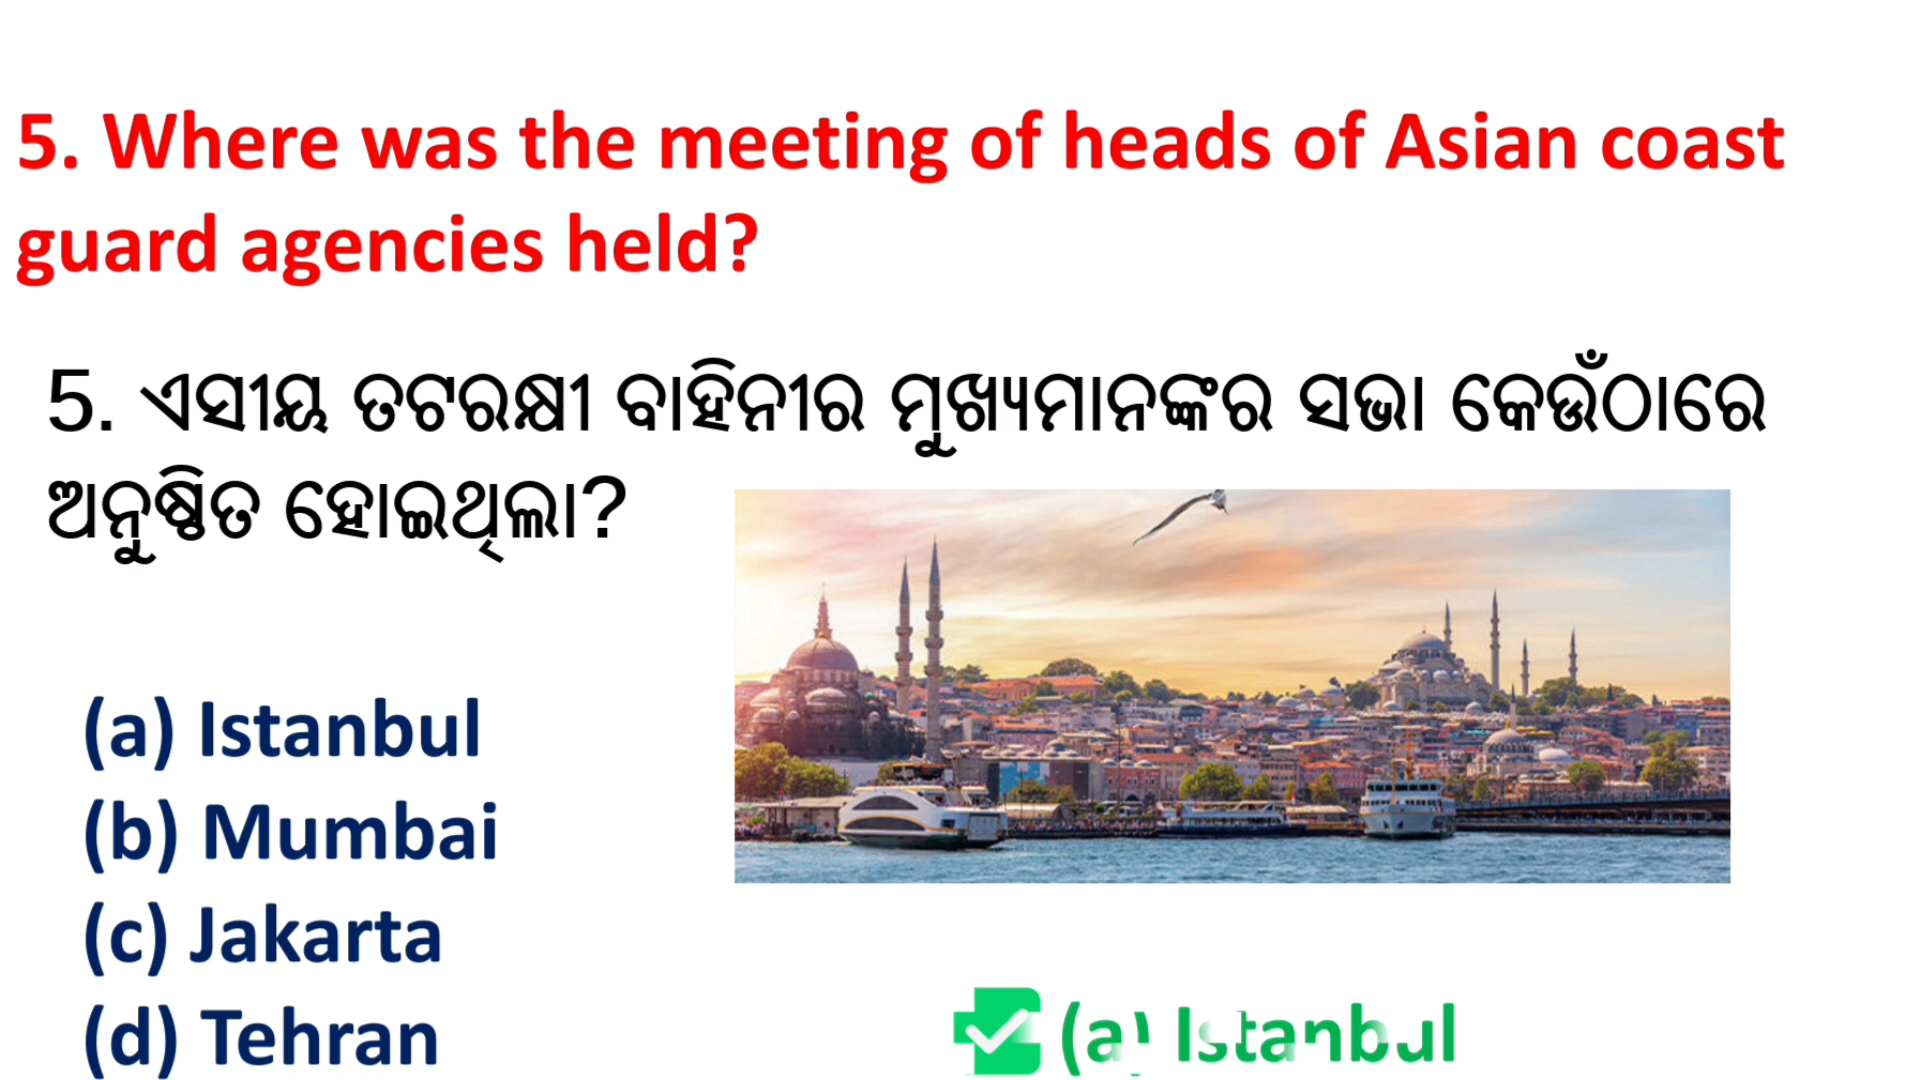 5. Where was the meeting of heads of Asian coast
guard agencies held?
5. ଏସୀୟ ତଟରକ୍ଷୀ ବାହିନୀର ମୁଖ୍ୟମାନଙ୍କର ସଭା କେଉଁଠାରେ
ଅନୁଷ୍ଠିତ ହୋଇଥିଲା?
(a) Istanbul
(b) Mumbai
(c) Jakarta
(d) Tehran
(a) Istanbul